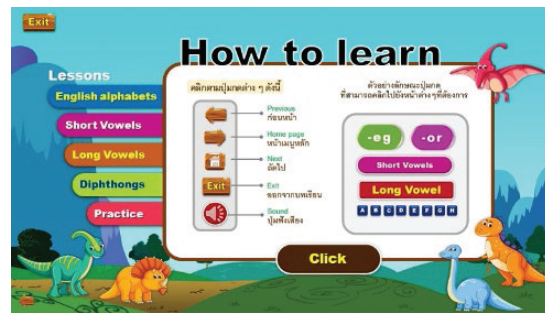 Exit
How to learn
Lessons
English alphabets
Short Vowels
Long Vowels
Diphthongs
Practice
คลิกตามปุ่มกดต่าง ๆ ดังนี้
Previous
ก่อนหน้า
Home page
หน้าเมนูหลัก
Next
ถัดไป
Exit
Exit
ออกจากบทเรียน
Sound
ปุ่มฟังเสียง
ตัวอย่างลักษณะปุ่มกด
ที่สามารถคลิกไปยังหน้าต่างๆที่ต้องการ
-eg
-or
Short Vowels
Long Vowel
A B C D E F G H
Click